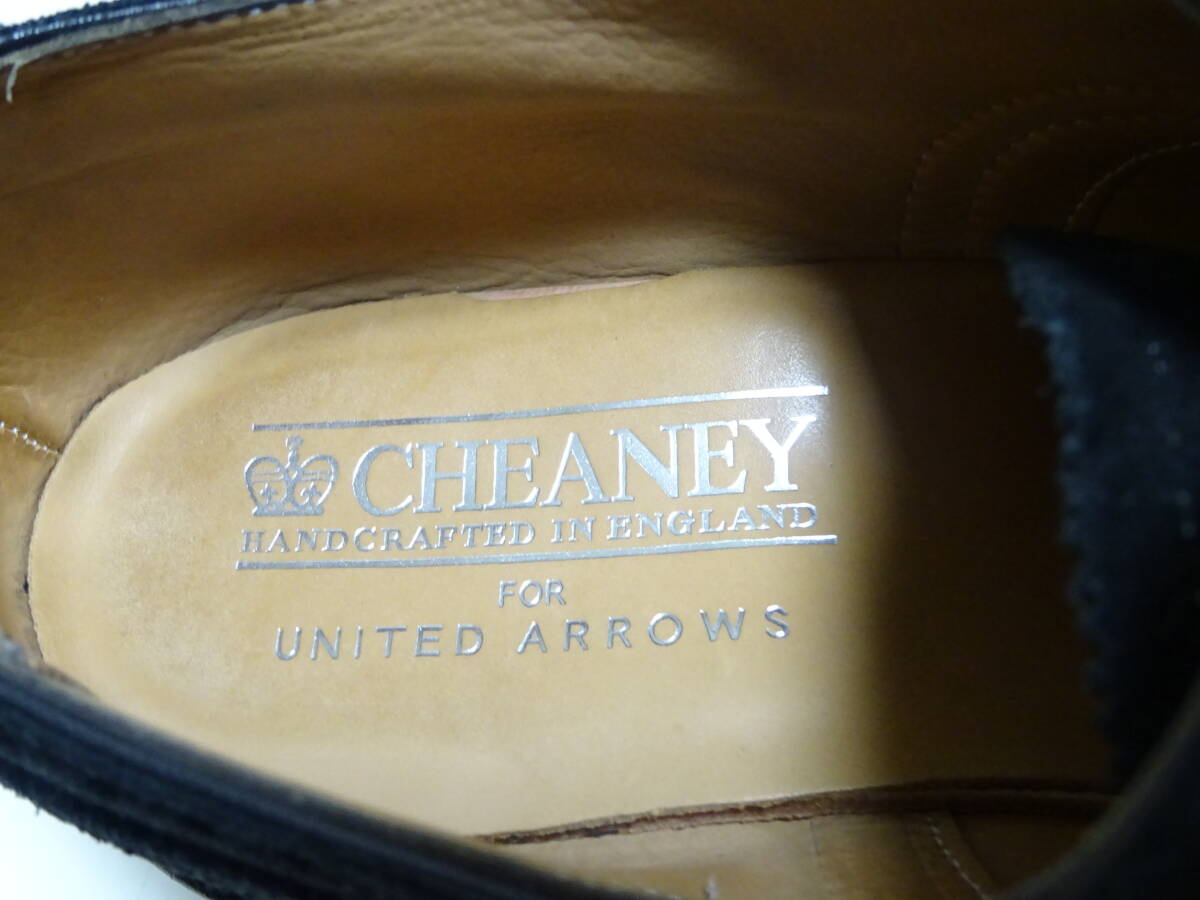 CHEANEY
HANDCRAFTED IN ENGLAND
FOR
UNITED ARROWS